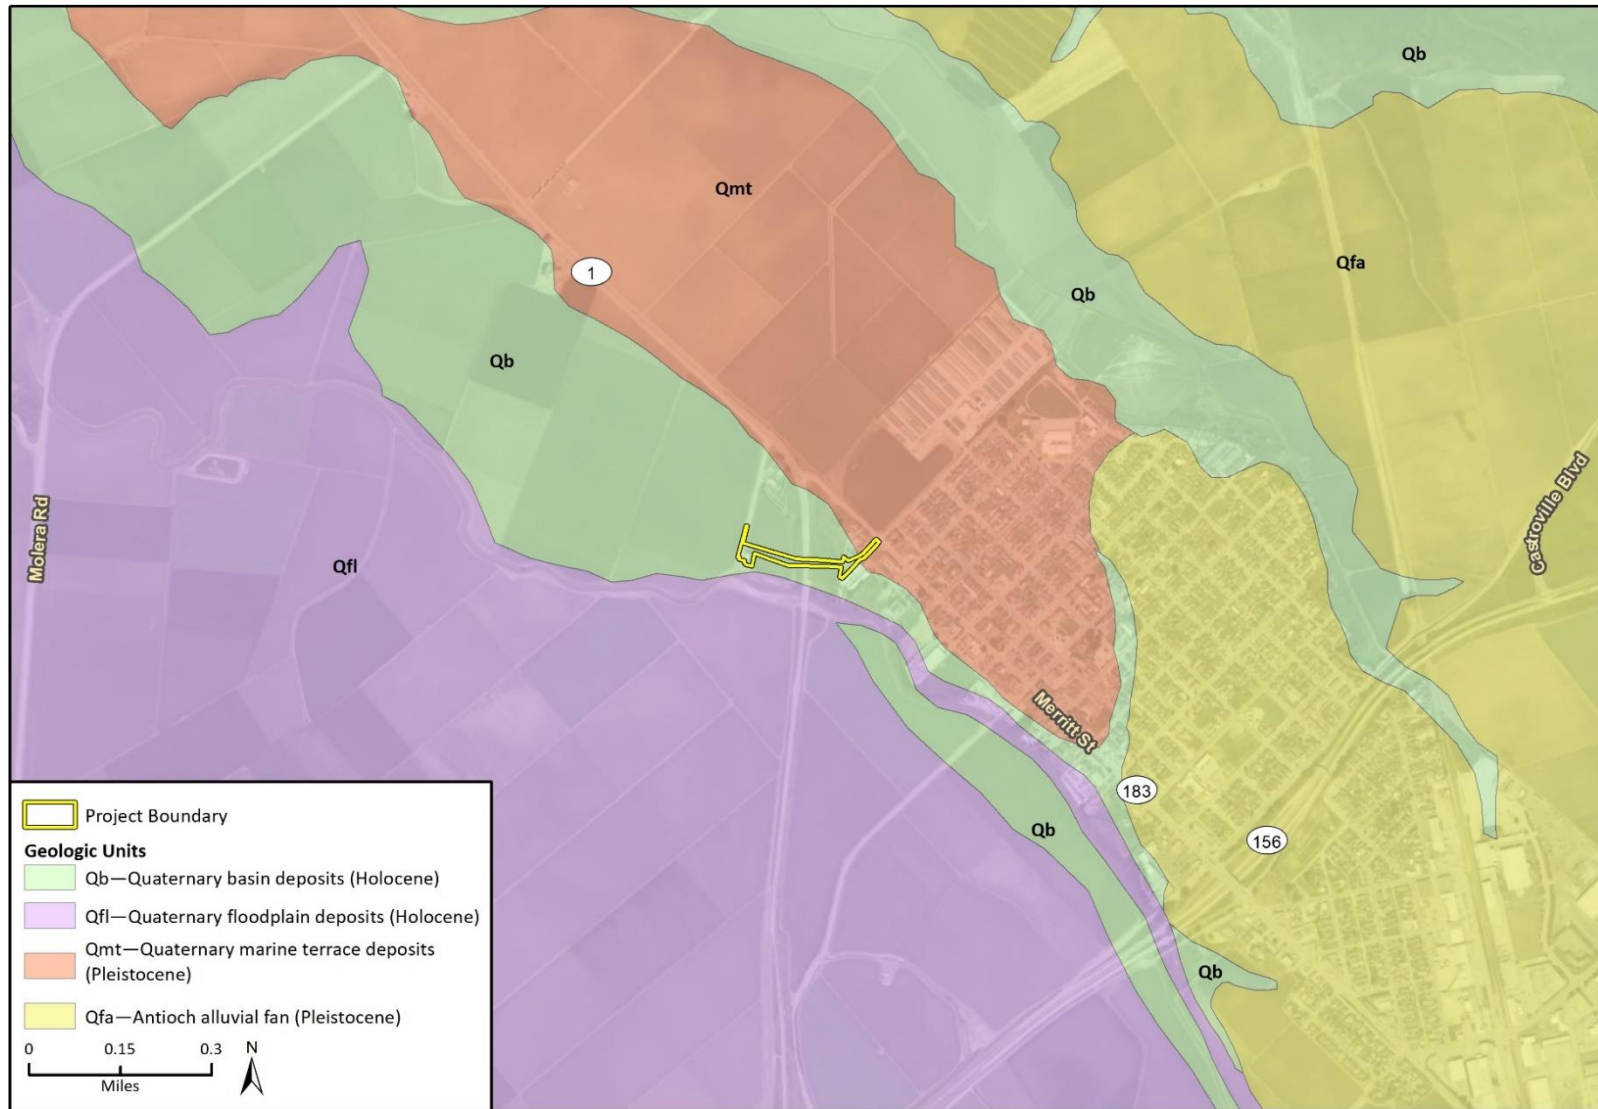 Qb
Qmt
Qfa
1
Qb
Qb
Castroville Blvd
Molera Rd
Qfl
Merritt St
183
Qb
156
Qb
Project Boundary
Geologic Units
Qb—Quaternary basin deposits (Holocene)
Qfl—Quaternary floodplain deposits (Holocene)
Qmt—Quaternary marine terrace deposits
(Pleistocene)
Qfa—Antioch alluvial fan (Pleistocene)
0 0.15 0.3
Miles
N